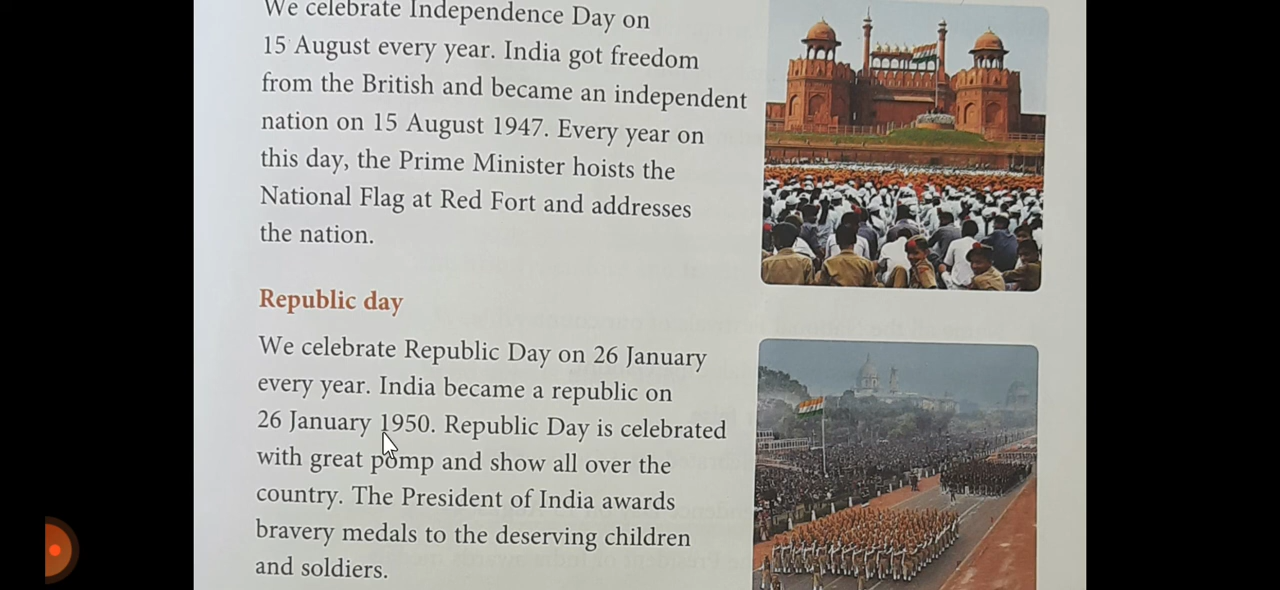 We celebrate Independence Day on
15 August every year. India got freedom
from the British and became an independent
nation on 15 August 1947. Every year on
this day, the Prime Minister hoists the
National Flag at Red Fort and addresses
the nation.
Republic day
We celebrate Republic Day on 26 January
every year. India became a republic on
26 January 1950. Republic Day is celebrated
with great pomp and show all over the
country. The President of India awards
bravery medals to the deserving children
and soldiers.